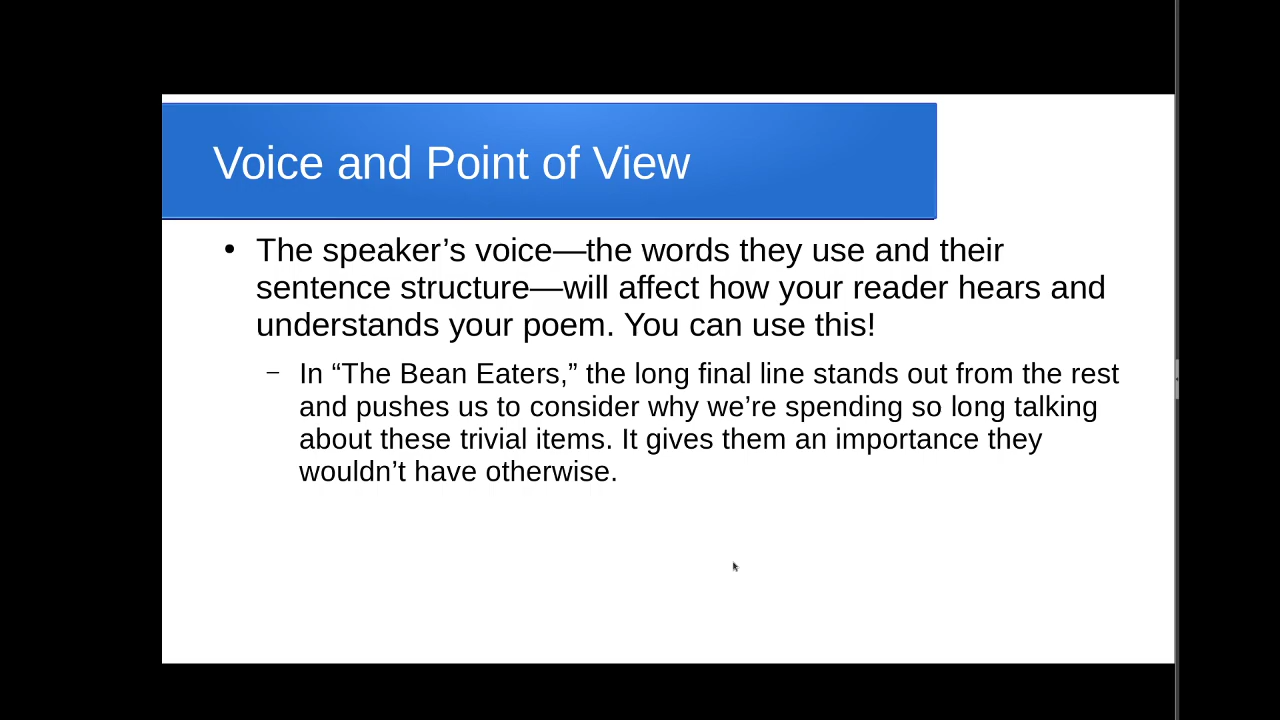 Voice and Point of View
• The speaker’s voice—the words they use and their
sentence structure—will affect how your reader hears and
understands your poem. You can use this!
– In “The Bean Eaters,” the long final line stands out from the rest
and pushes us to consider why we’re spending so long talking
about these trivial items. It gives them an importance they
wouldn’t have otherwise.